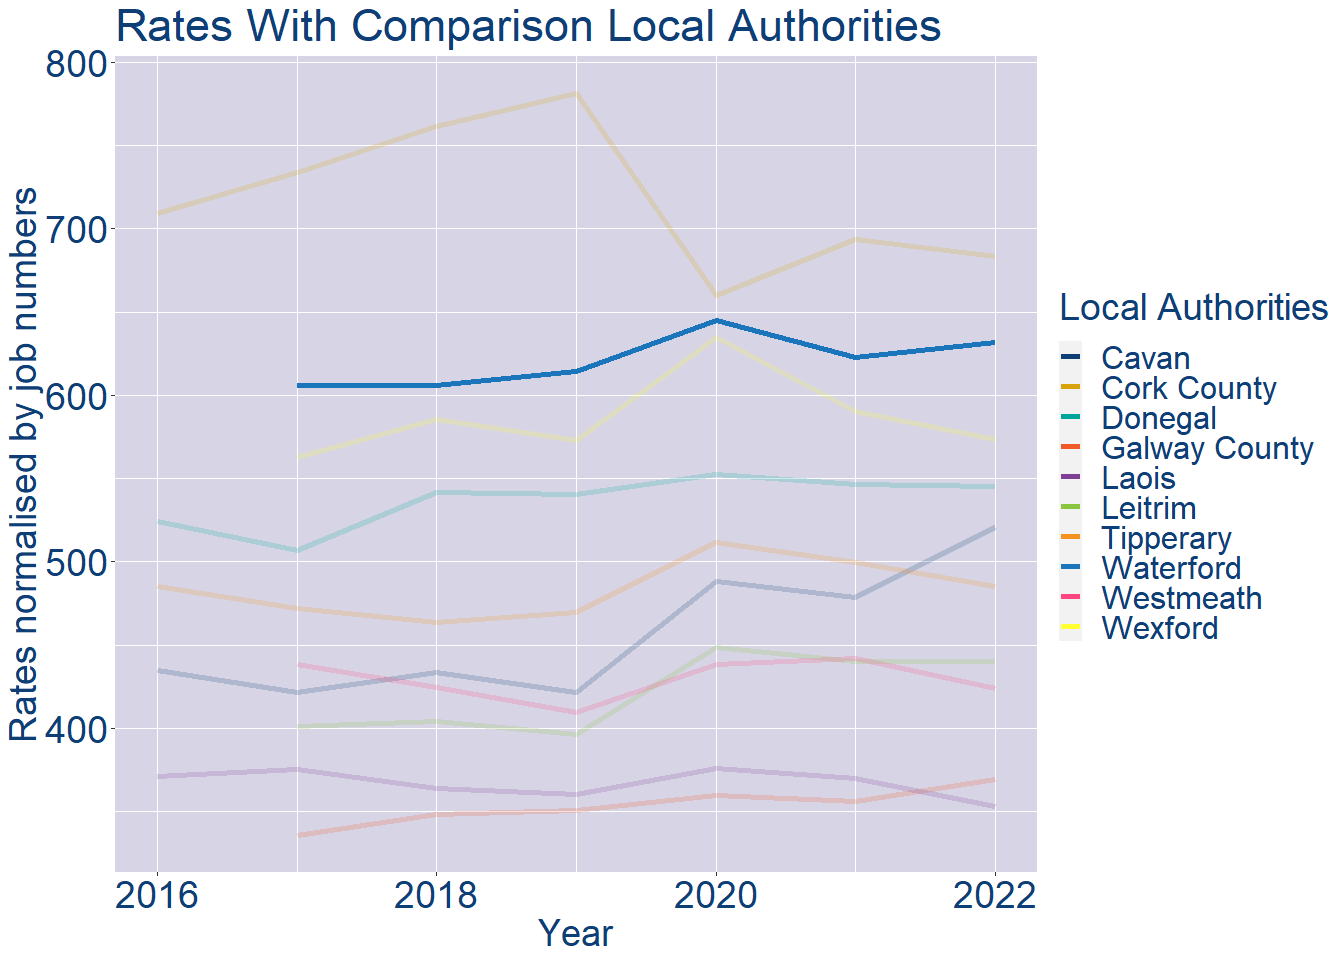 Rates With Comparison Local Authorities
Rates normalised by job numbers
800
700
600
500
400
2016 2018 2020 2022
Year
Local Authorities
Cavan
Cork County
Donegal
Galway County
Laois
Leitrim
Tipperary
Waterford
Westmeath
Wexford